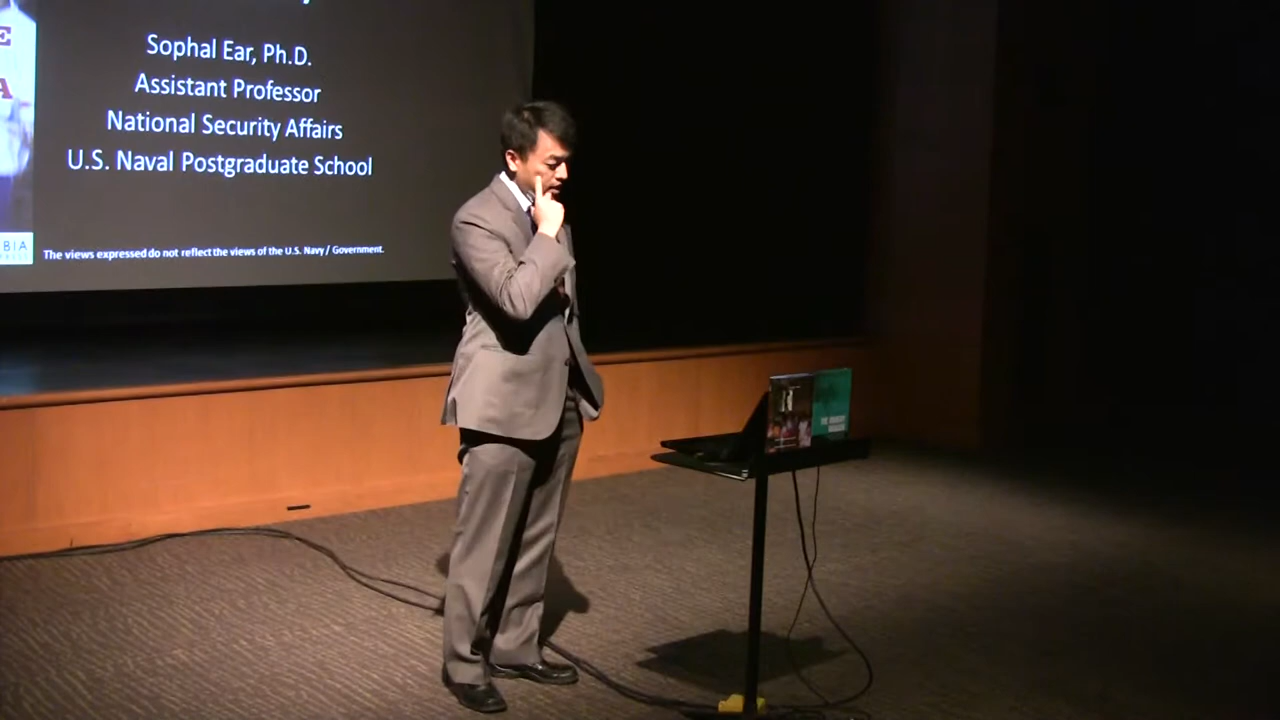 E
A
Sophal Ear, Ph.D.
Assistant Professor
National Security Affairs
U.S. Naval Postgraduate School
BIA
The views expressed do not reflect the views of the U.S. Navy / Government.